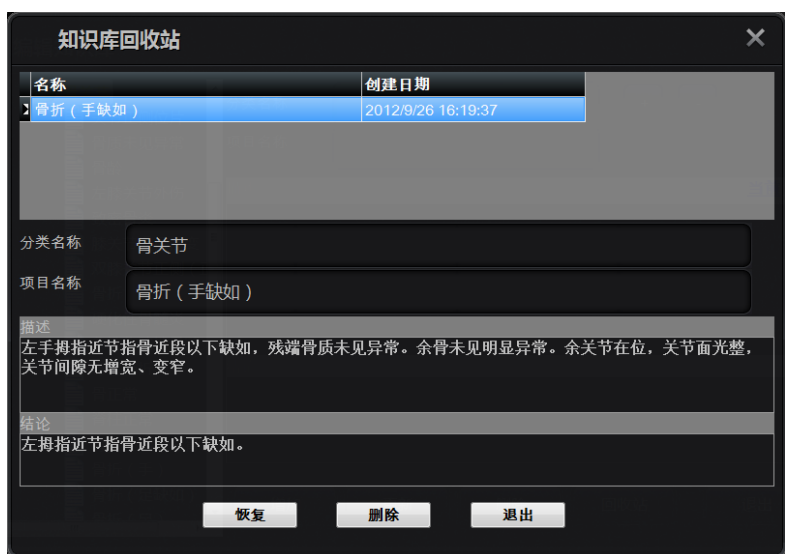 知识库回收站
名称 创建日期
骨折（手缺如） 2012/9/26 16:19:37
分类名称 骨关节
项目名称 骨折（手缺如）
描述
左手拇指近节指骨近段以下缺如，残端骨质未见异常。余骨未见明显异常。余关节在位，关节面光整，
关节间隙无增宽、变窄。
结论
左拇指近节指骨近段以下缺如。
恢复 删除 退出